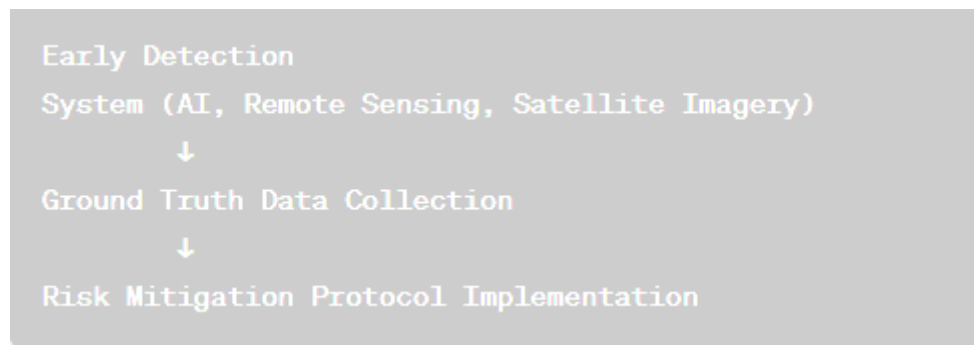 Early Detection
System (AI, Remote Sensing, Satellite Imagery)
↓
Ground Truth Data Collection
↓
Risk Mitigation Protocol Implementation